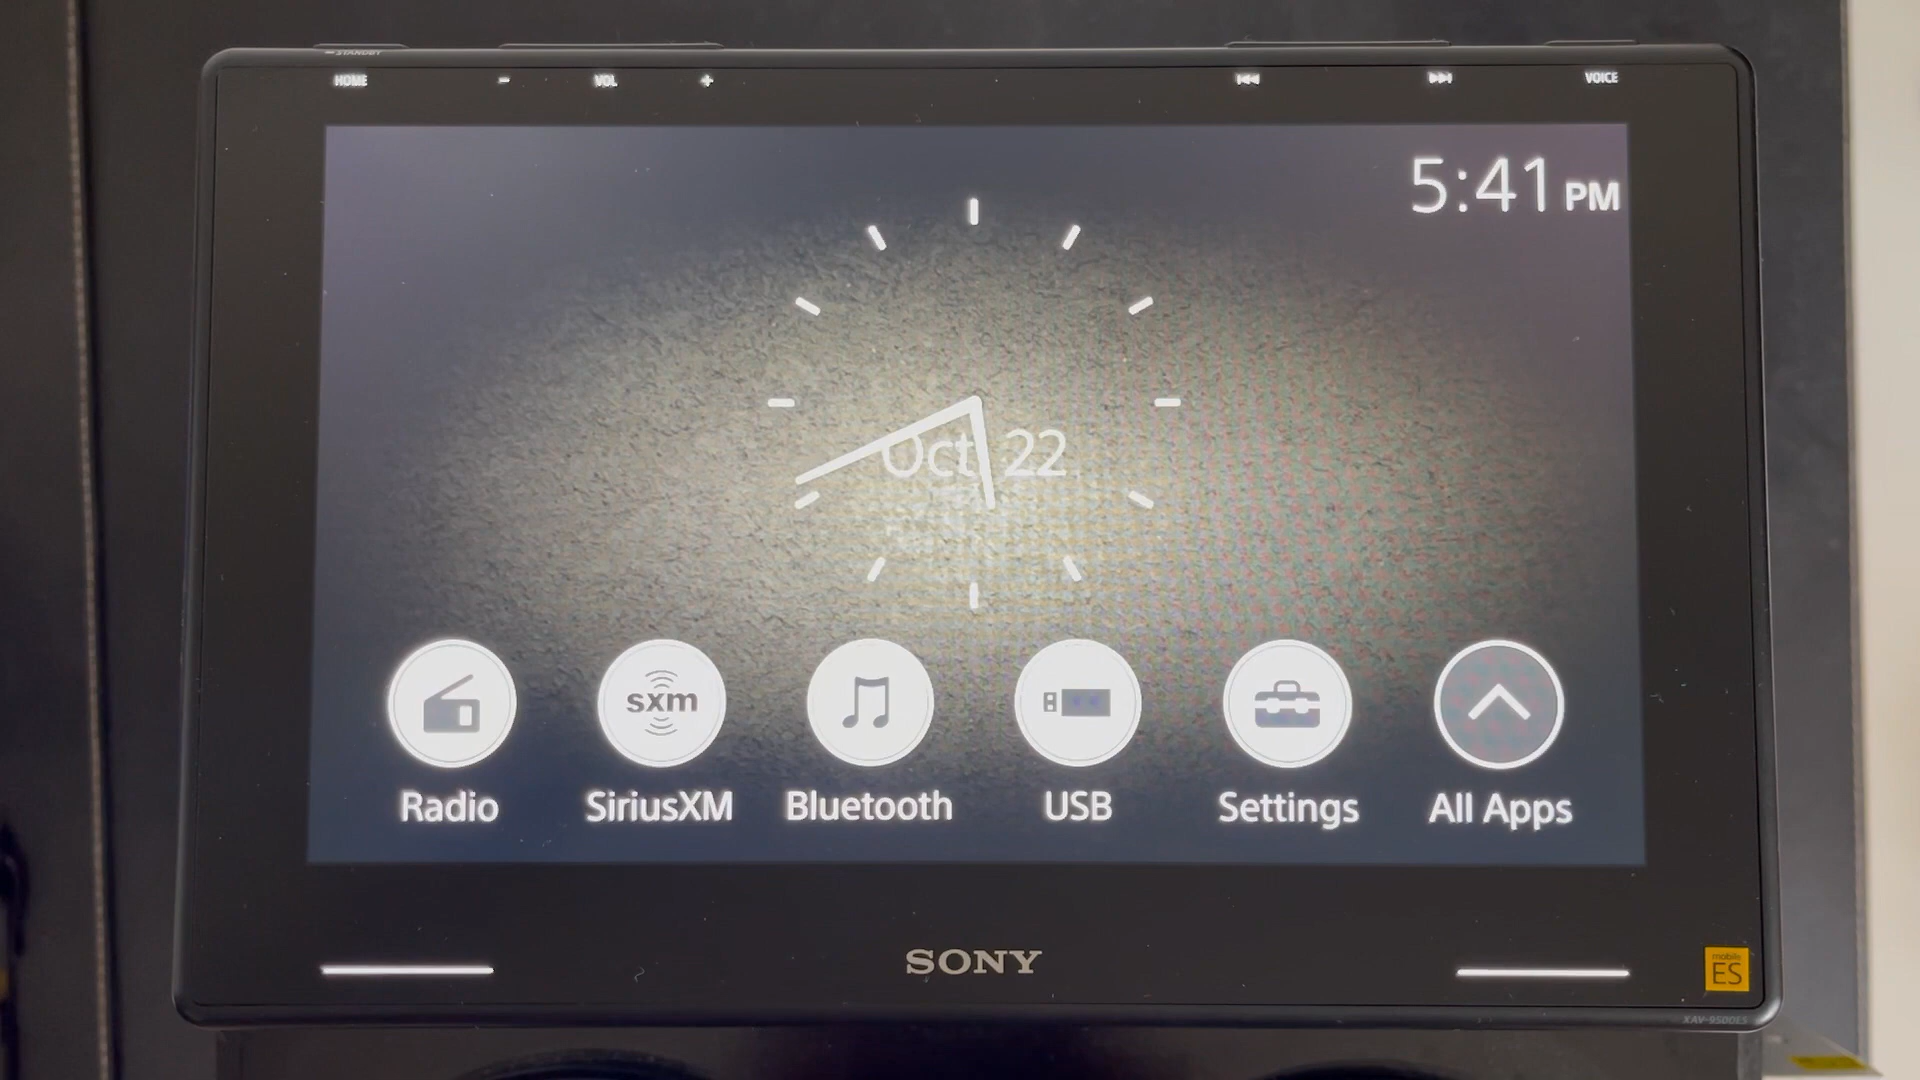 STANDBY
HOME - VOL + VOICE
5:41 PM
Oct 22
sxm
Radio SiriusXM Bluetooth USB Settings All Apps
SONY
mobile
ES
XAV-9500ES